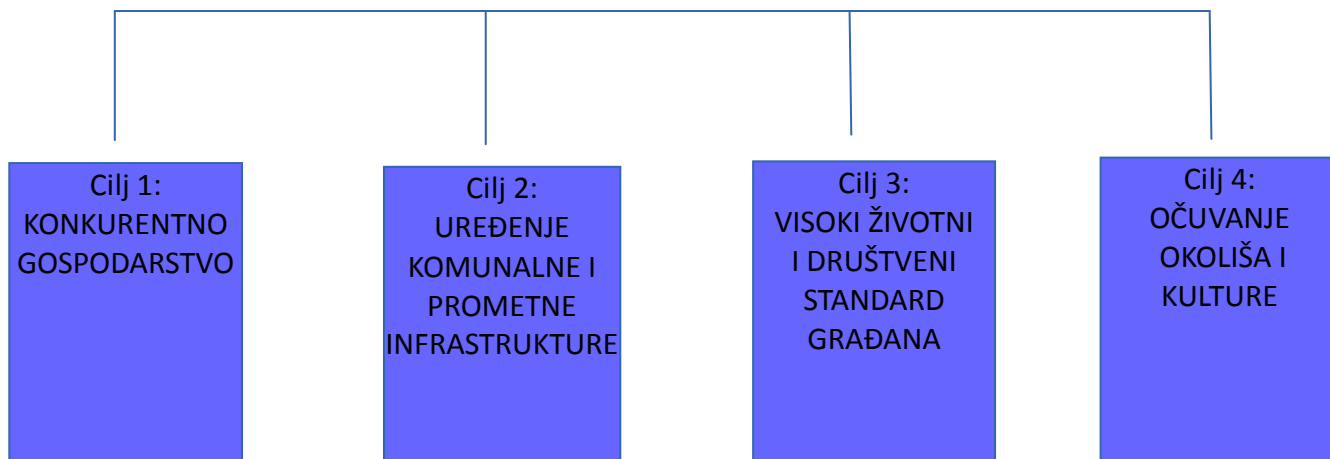 Cilj 1:
KONKURENTNO
GOSPODARSTVO
Cilj 2:
UREĐENJE
KOMUNALNE I
PROMETNE
INFRASTRUKTURE
Cilj 3:
VISOKI ŽIVOTNI
I DRUŠTVENI
STANDARD
GRAĐANA
Cilj 4:
OČUVANJE
OKOLIŠA I
KULTURE